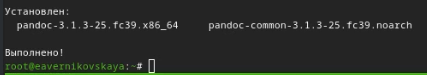 Установлен:
pandoc-3.1.3-25.fc39.x86_64 pandoc-common-3.1.3-25.fc39.noarch
Выполнено!
root@eavernikovskaya:~#